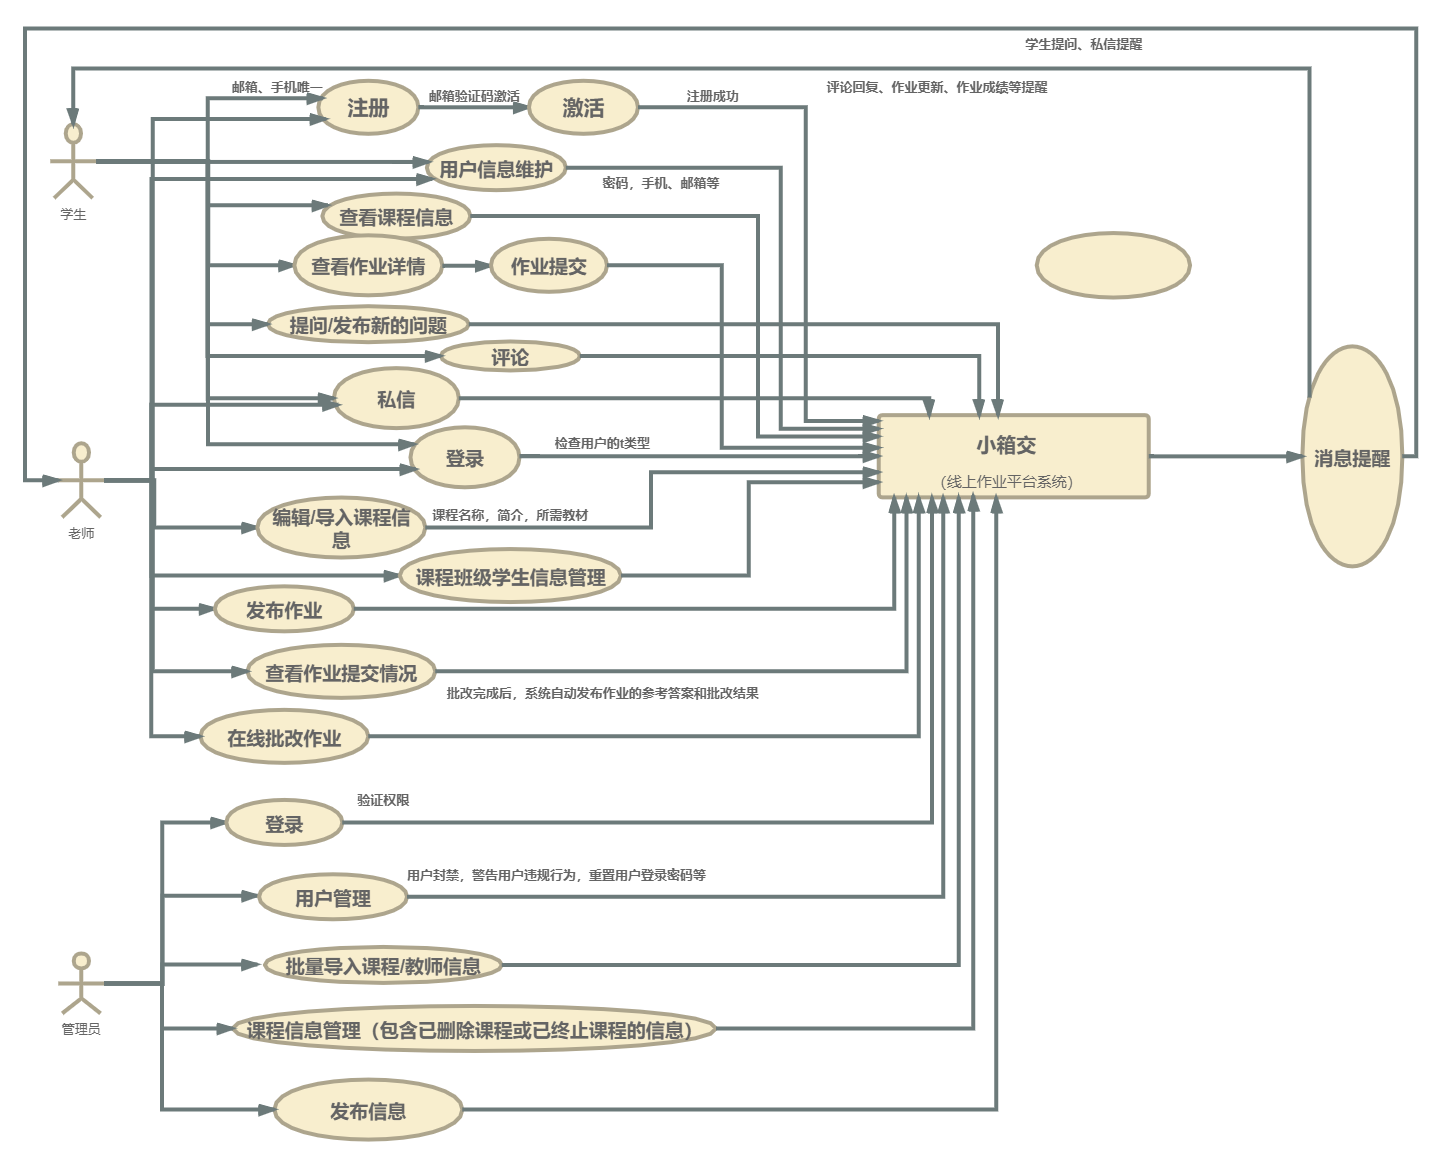 学生提问、私信提醒
评论回复、作业更新、作业成绩等提醒
邮箱、手机唯一
注册
邮箱验证码激活
激活
注册成功
学生
用户信息维护
密码，手机、邮箱等
查看课程信息
查看作业详情
作业提交
提问/发布新的问题
评论
私信
登录
检查用户的t类型
小箱交
(线上作业平台系统)
消息提醒
老师
编辑/导入课程信
息
课程名称，简介，所需教材
课程班级学生信息管理
发布作业
查看作业提交情况
批改完成后，系统自动发布作业的参考答案和批改结果
在线批改作业
登录
验证权限
用户管理
用户封禁，警告用户违规行为，重置用户登录密码等
批量导入课程/教师信息
管理员
课程信息管理（包含已删除课程或已终止课程的信息）
发布信息